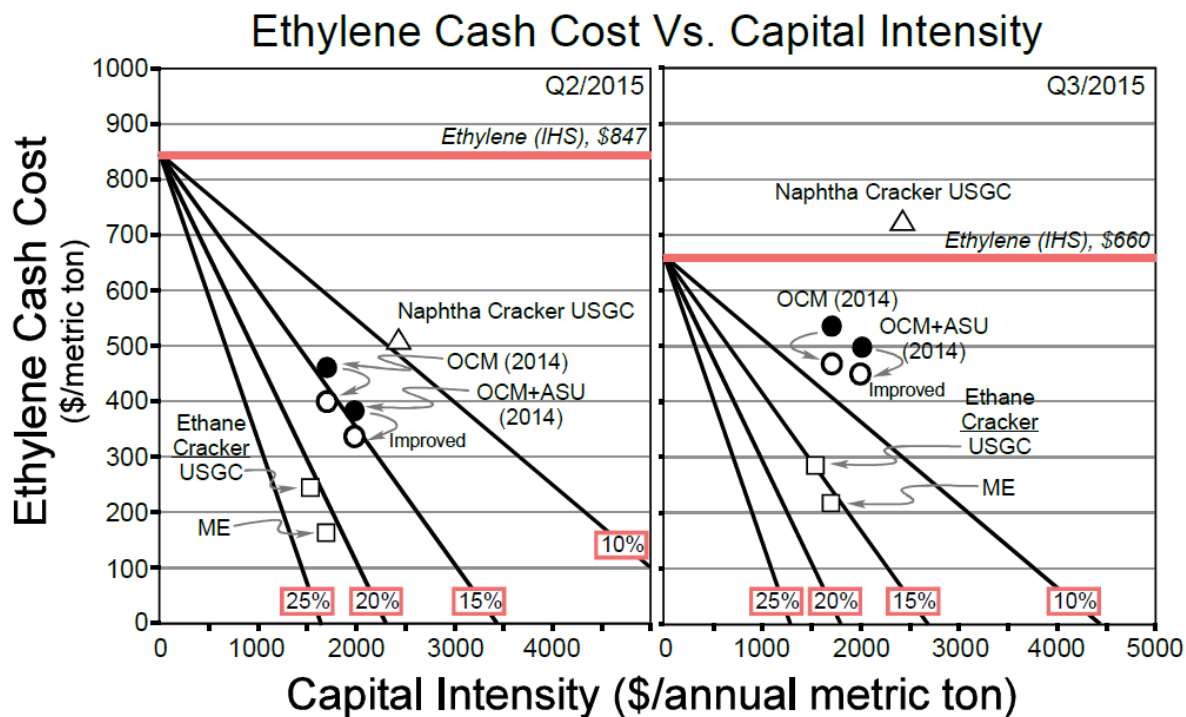 Ethylene Cash Cost Vs. Capital Intensity
Ethylene Cash Cost
($/metric ton)
1000
900
800
700
600
500
400
300
200
100
0
Q2/2015
Ethylene (IHS), $847
Naphtha Cracker USGC
OCM (2014)
OCM+ASU
(2014)
Improved
Ethane
Cracker
USGC
ME
10%
25%
20%
15%
0
1000
2000
3000
4000
Q3/2015
Naphtha Cracker USGC
Ethylene (IHS), $660
OCM (2014)
OCM+ASU
(2014)
Improved
Ethane
Cracker
USGC
ME
25%
20%
15%
10%
0
1000
2000
3000
4000
5000
Capital Intensity ($/annual metric ton)